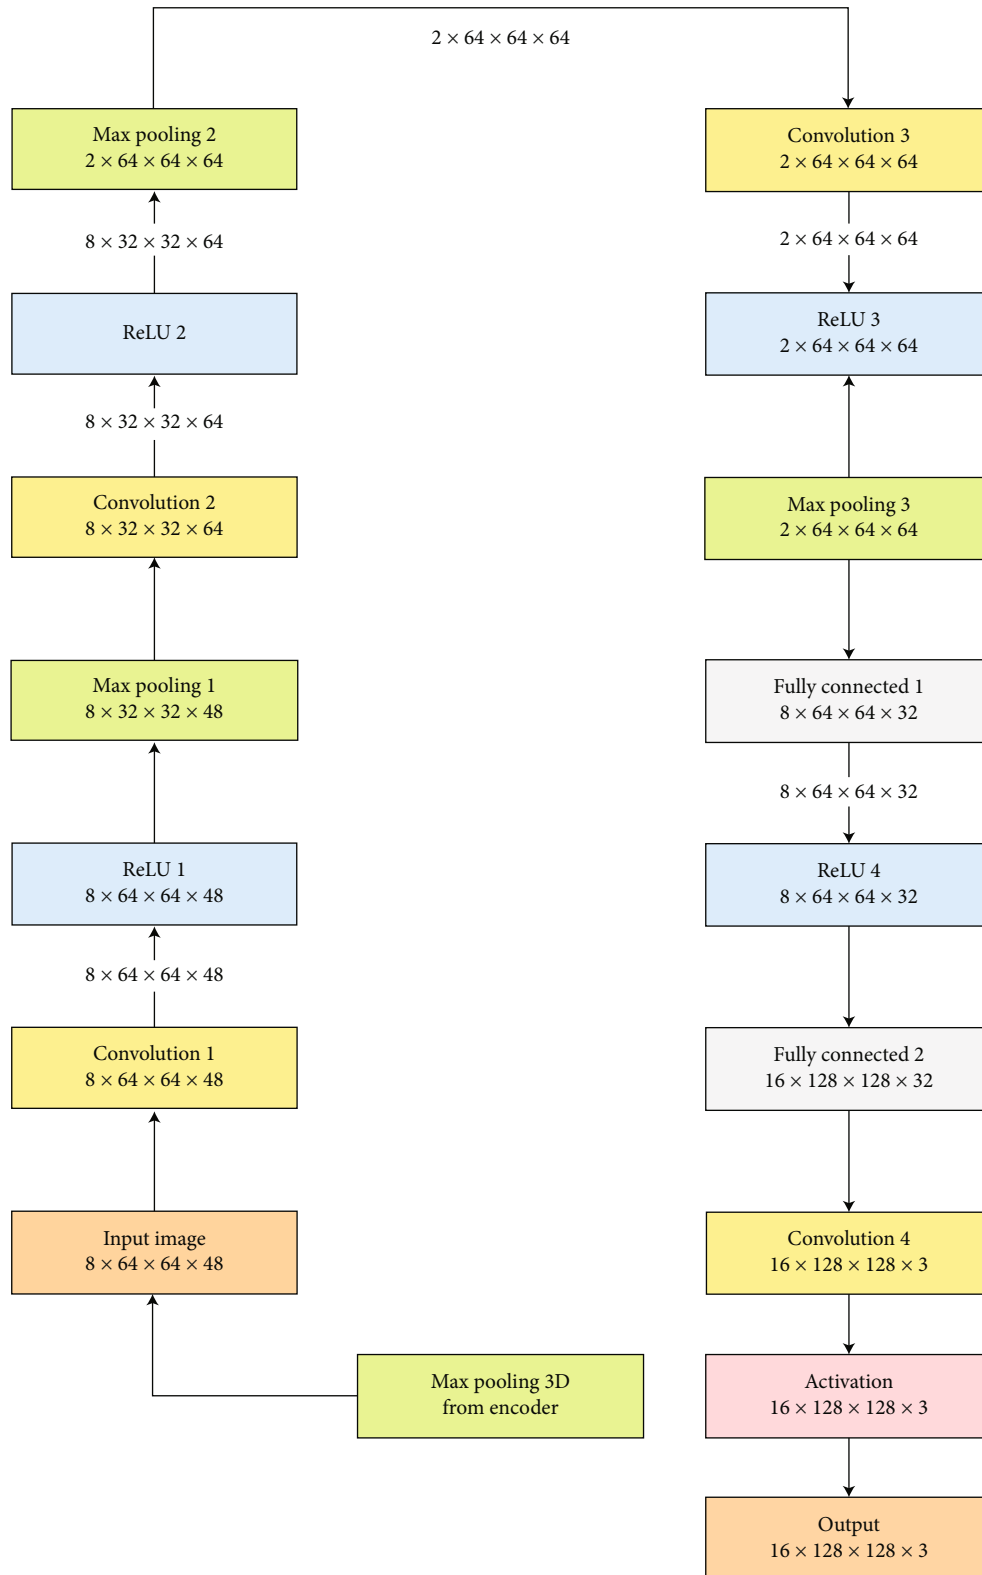 2 × 64 × 64 × 64
Max pooling 2
2 × 64 × 64 × 64
8 × 32 × 32 × 64
ReLU 2
8 × 32 × 32 × 64
Convolution 2
8 × 32 × 32 × 64
Max pooling 1
8 × 32 × 32 × 48
ReLU 1
8 × 64 × 64 × 48
8 × 64 × 64 × 48
Convolution 1
8 × 64 × 64 × 48
Input image
8 × 64 × 64 × 48
Max pooling 3D
from encoder
Convolution 3
2 × 64 × 64 × 64
2 × 64 × 64 × 64
ReLU 3
2 × 64 × 64 × 64
Max pooling 3
2 × 64 × 64 × 64
Fully connected 1
8 × 64 × 64 × 32
8 × 64 × 64 × 32
ReLU 4
8 × 64 × 64 × 32
Fully connected 2
16 × 128 × 128 × 32
Convolution 4
16 × 128 × 128 × 3
Activation
16 × 128 × 128 × 3
Output
16 × 128 × 128 × 3